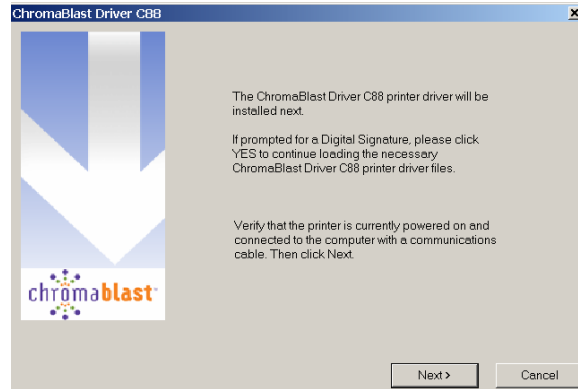 ChromaBlast Driver C88
The ChromaBlast Driver C88 printer driver will be
installed next.
If prompted for a Digital Signature, please click
YES to continue loading the necessary
ChromaBlast Driver C88 printer driver files.
Verify that the printer is currently powered on and
connected to the computer with a communications
cable. Then click Next.
chromablast
Next >
Cancel